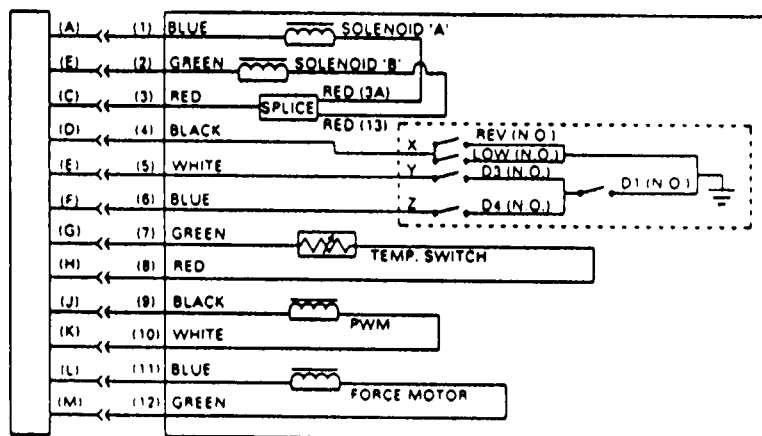 (A) (1) BLUE SOLENOID 'A'
(E) (2) GREEN SOLENOID 'B'
(C) (3) RED SPLICE RED (3A)
RED (13)
(D) (4) BLACK X REV (N.O.)
LOW (N.O.)
(E) (5) WHITE Y D3 (N.O.) D1 (N.O.)
(F) (6) BLUE Z D4 (N.O.)
(G) (7) GREEN
TEMP. SWITCH
(H) (8) RED
(J) (9) BLACK
PWM
(K) (10) WHITE
(L) (11) BLUE
FORCE MOTOR
(M) (12) GREEN